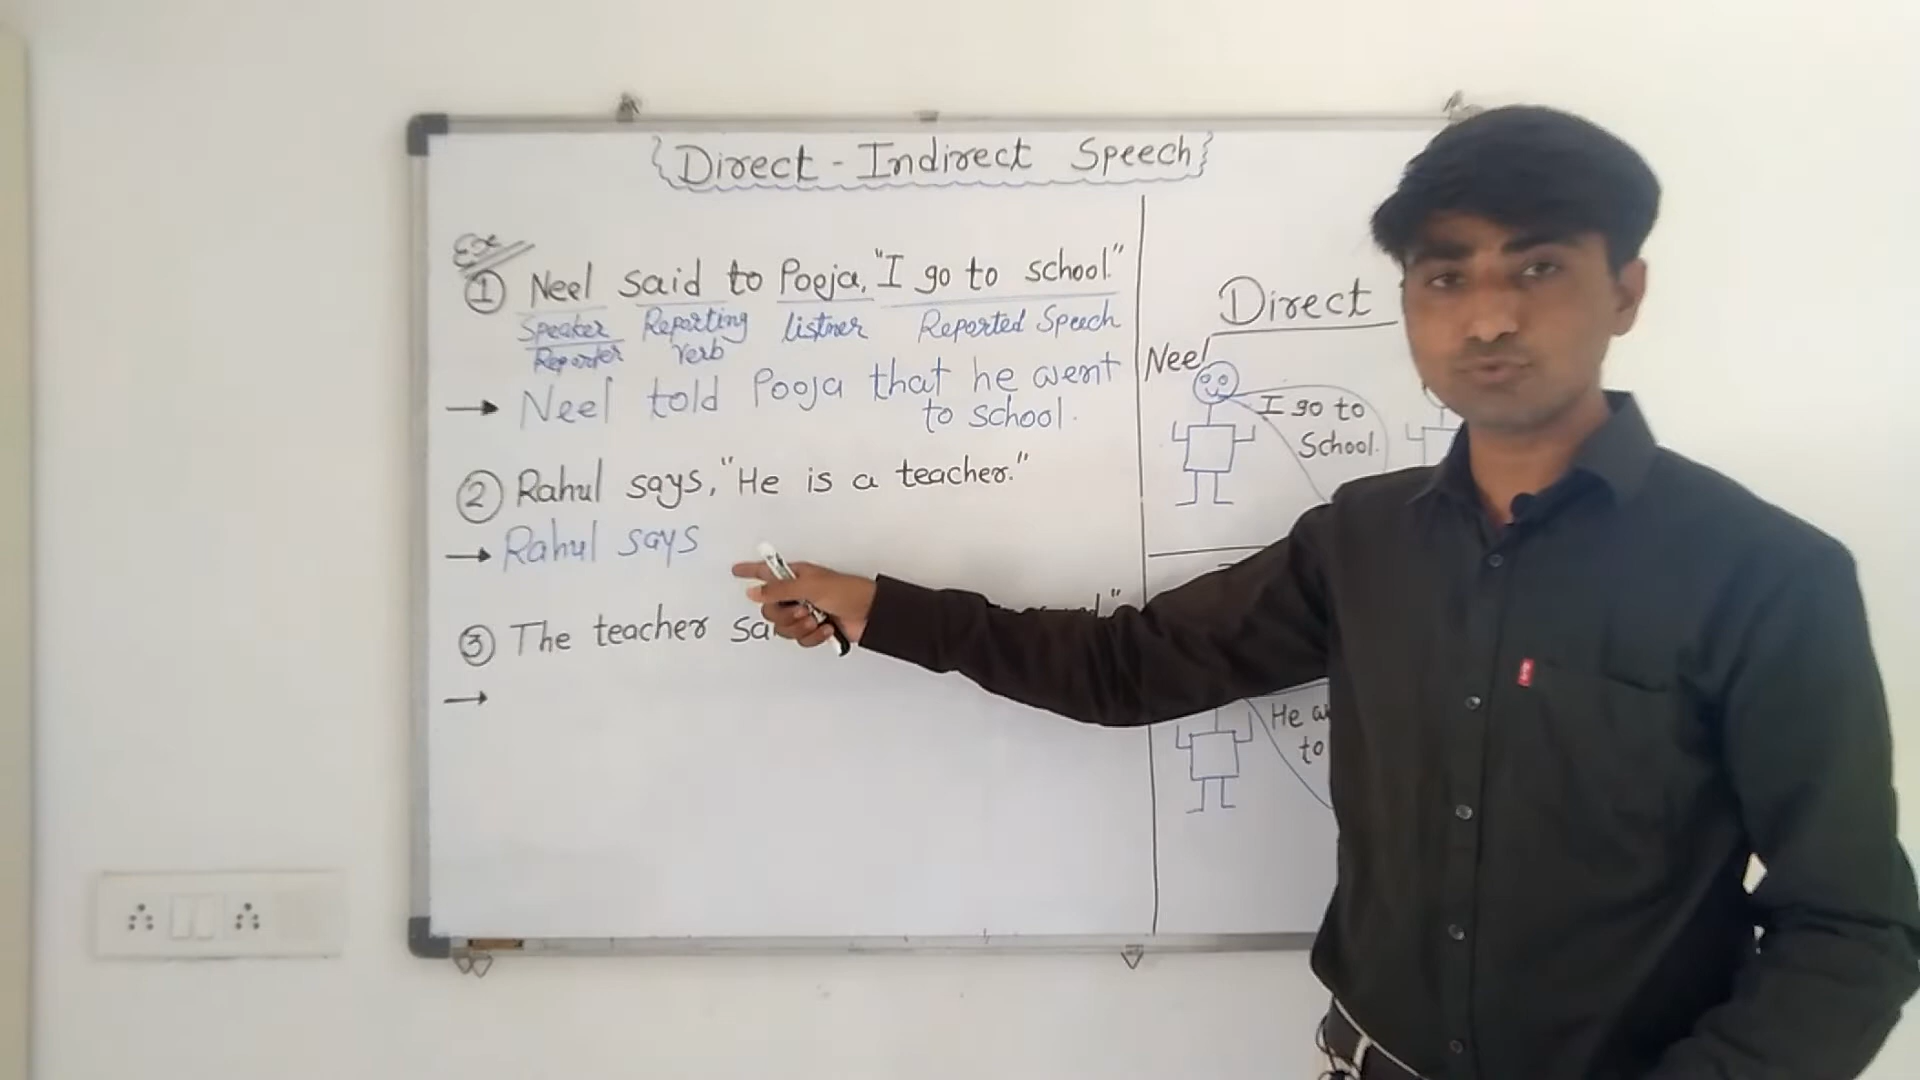 {Direct - Indirect Speech}
Ex
① Neel said to Pooja, "I go to school."
Speaker Reporting listner Reported Speech
Reporter verb
→ Neel told Pooja that he went
to school.
② Rahul says, "He is a teacher."
→ Rahul says
③ The teacher
→
Direct
Neel
I go to
School.
He
to